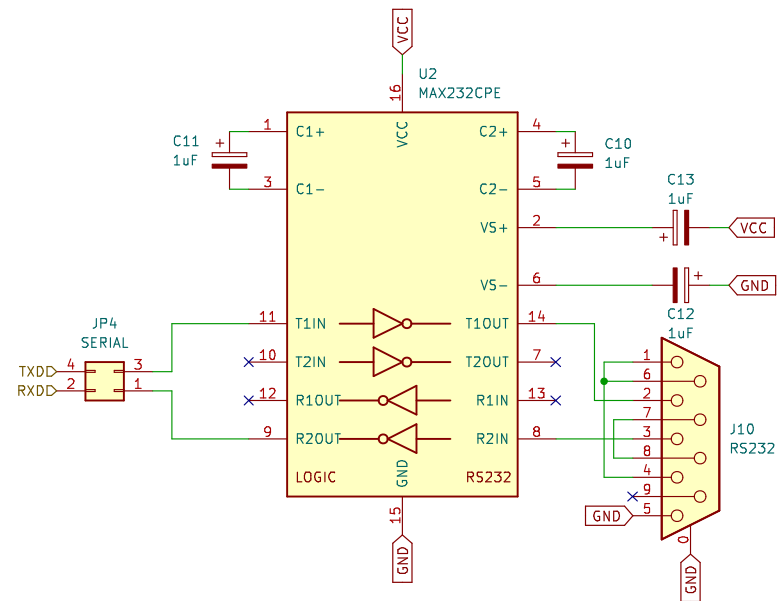 VCC
16
U2
MAX232CPE
1 C1+ VCC C2+ 4
C11
1uF
+
+
C10
1uF
3 C1- C2- 5
C13
1uF
VS+ 2
+
VCC
VS- 6
+
GND
C12
1uF
JP4
SERIAL
11 T1IN T1OUT 14
10 T2IN T2OUT 7
TXD 4 3
RXD 2 1
12 R1OUT R1IN 13
9 R2OUT R2IN 8
GND
LOGIC RS232
15
GND
1
6
2
7
3
8
4
9
5
J10
RS232
GND
0
GND